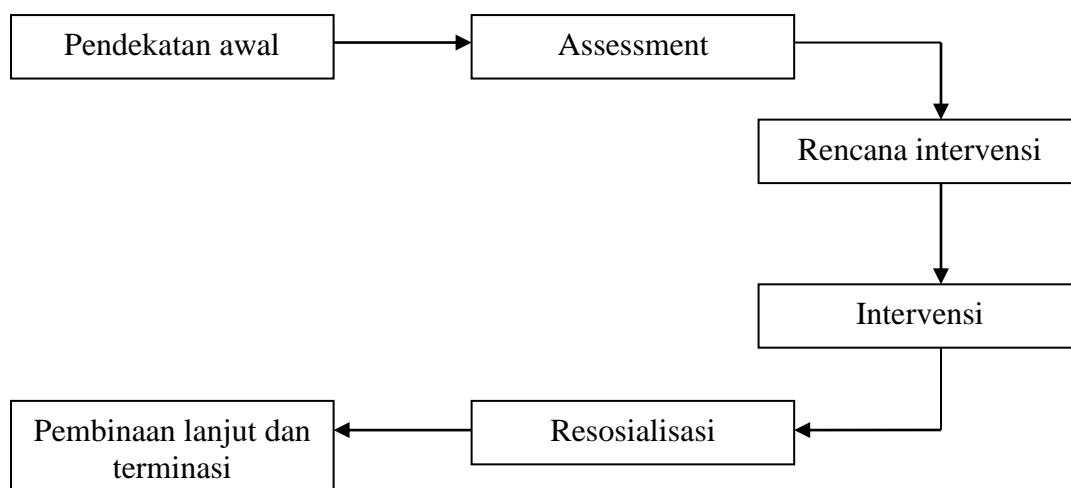 Pendekatan awal
Assessment
Rencana intervensi
Intervensi
Resosialisasi
Pembinaan lanjut dan
terminasi